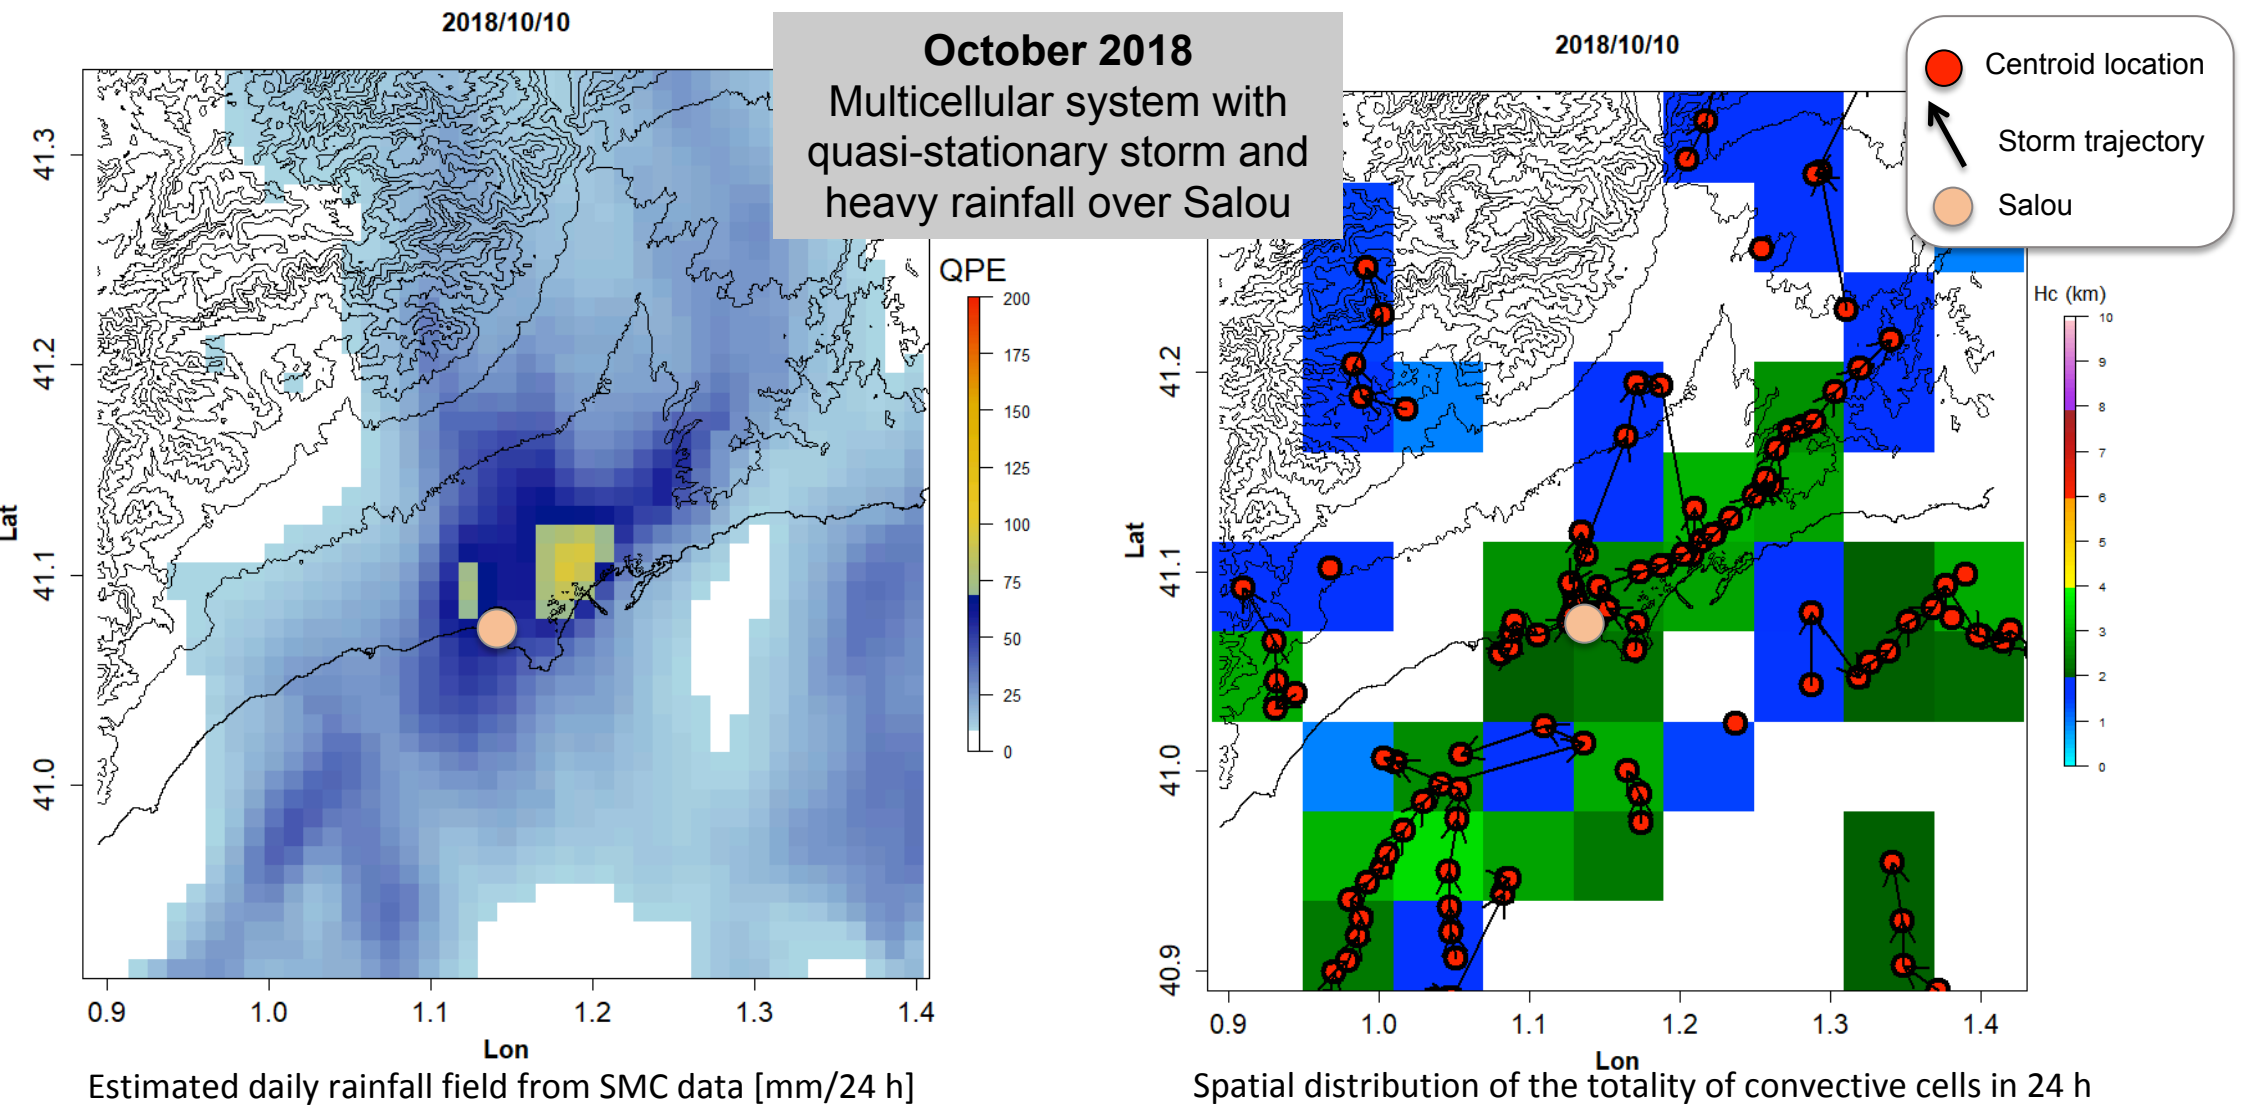 2018/10/10
October 2018
Multicellular system with
quasi-stationary storm and
heavy rainfall over Salou
2018/10/10
Centroid location
Storm trajectory
Salou
Lat
41.3
41.2
41.1
41.0
0.9
1.0
1.1
1.2
1.3
1.4
Lon
QPE
200
175
150
125
100
75
50
25
0
Estimated daily rainfall field from SMC data [mm/24 h]
Lat
41.2
41.1
41.0
40.9
0.9
1.0
1.1
1.2
1.3
1.4
Lon
Hc (km)
10
9
8
7
6
5
4
3
2
1
0
Spatial distribution of the totality of convective cells in 24 h